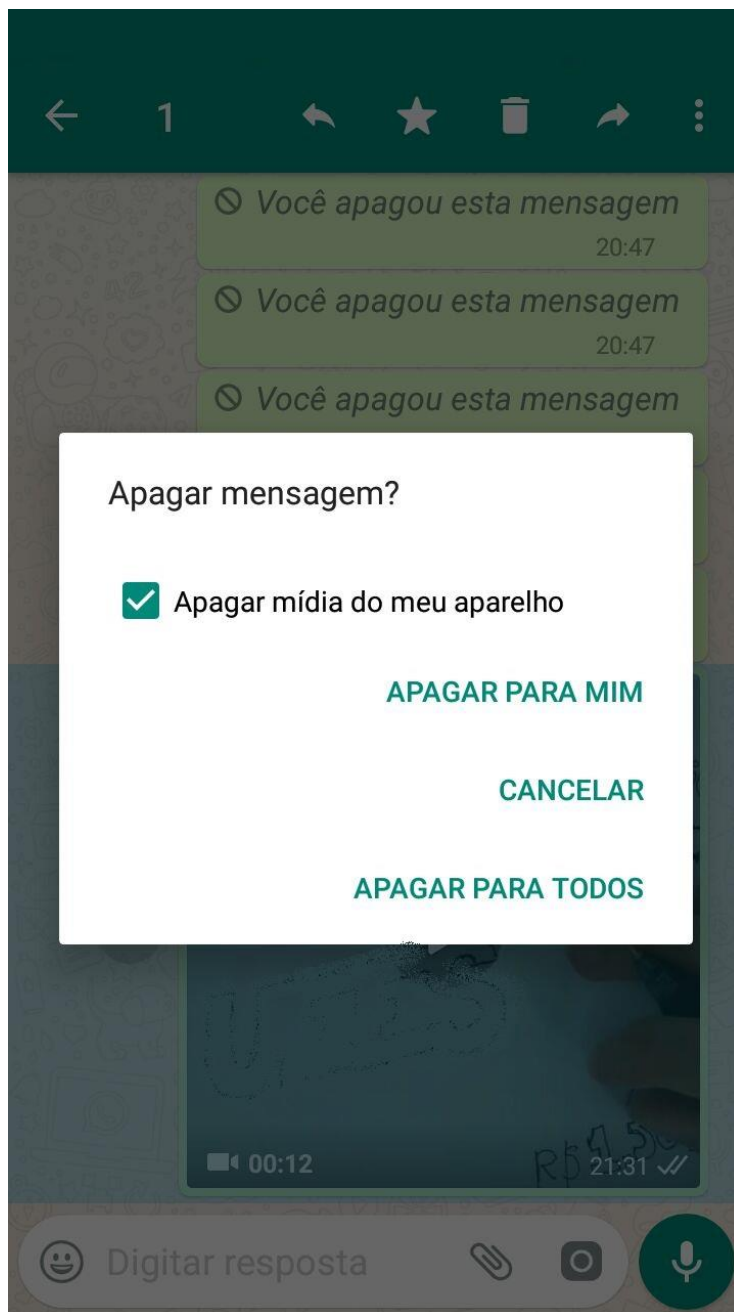 1
Você apagou esta mensagem
20:47
Você apagou esta mensagem
20:47
Você apagou esta mensagem
Apagar mensagem?
Apagar mídia do meu aparelho
APAGAR PARA MIM
CANCELAR
APAGAR PARA TODOS
00:12
R$
21:31
Digitar resposta